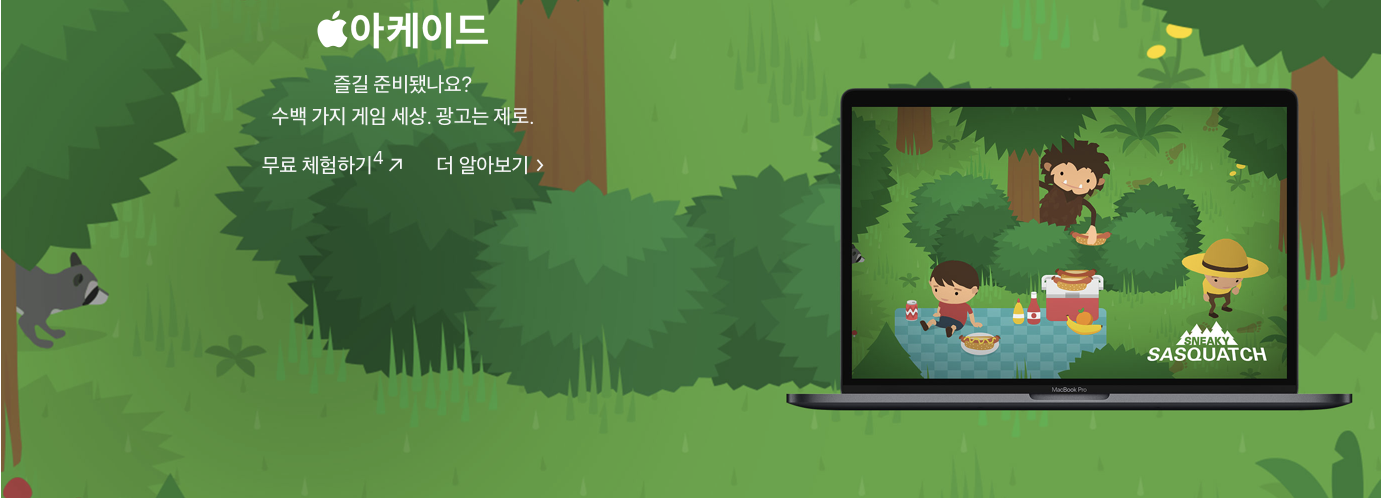 아케이드
즐길 준비됐나요?
수백 가지 게임 세상. 광고는 제로.
무료 체험하기4 ↗ 더 알아보기 >
SNEAKY
SASQUATCH
MacBook Pro